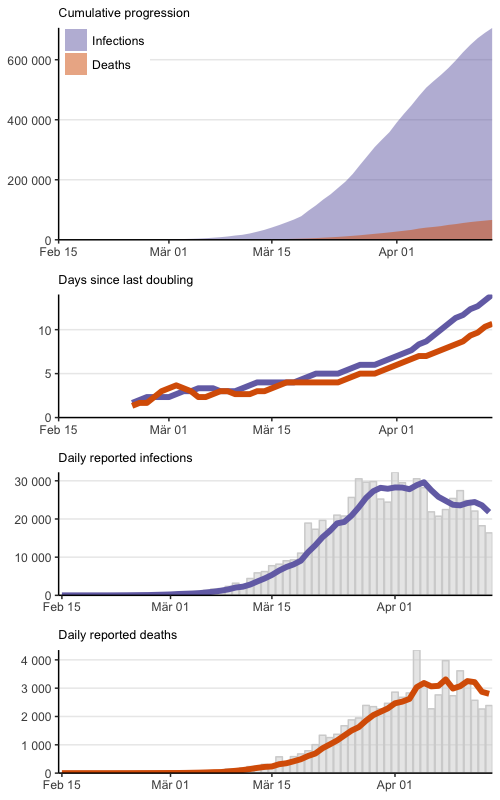 Cumulative progression
Infections
Deaths
600 000
400 000
200 000
0
Feb 15 Mär 01 Mär 15 Apr 01
Days since last doubling
10
5
0
Feb 15 Mär 01 Mär 15 Apr 01
Daily reported infections
30 000
20 000
10 000
0
Feb 15 Mär 01 Mär 15 Apr 01
Daily reported deaths
4 000
3 000
2 000
1 000
0
Feb 15 Mär 01 Mär 15 Apr 01